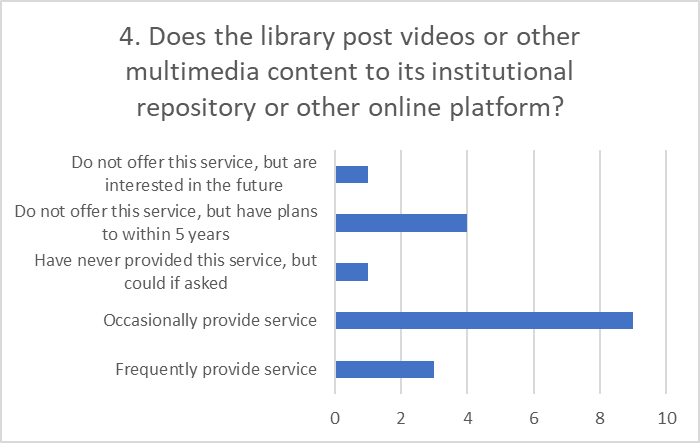 4. Does the library post videos or other
multimedia content to its institutional
repository or other online platform?
Do not offer this service, but are
interested in the future
Do not offer this service, but have plans
to within 5 years
Have never provided this service, but
could if asked
Occasionally provide service
Frequently provide service
0 2 4 6 8 10